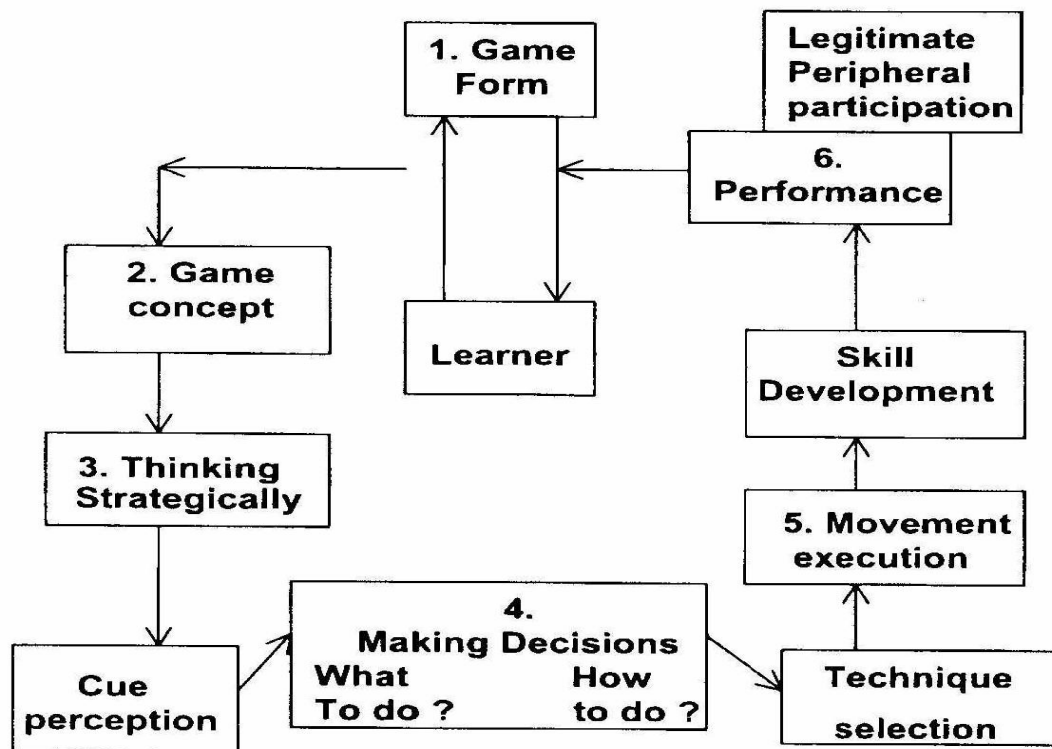 1. Game
Form
Legitimate
Peripheral
participation
6.
Performance
2. Game
concept
Learner
Skill
Development
3. Thinking
Strategically
5. Movement
execution
4.
Making Decisions
What
To do ?
How
to do ?
Cue
perception
Technique
selection